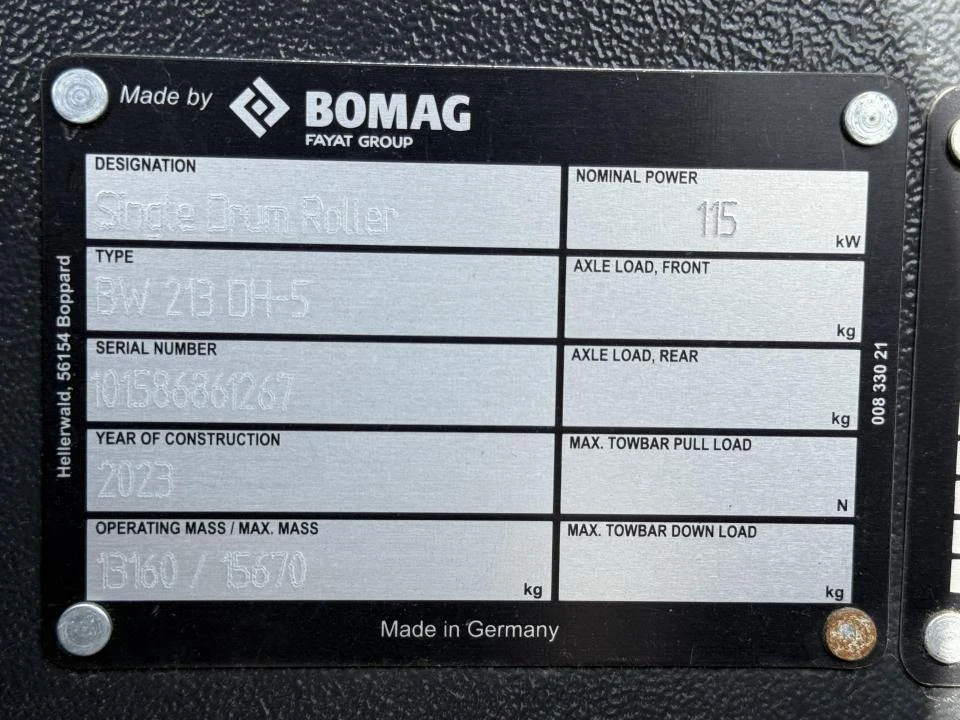 Made by BOMAG
FAYAT GROUP
DESIGNATION
Single Drum Roller
NOMINAL POWER
115
kW
TYPE
BW 213 DH-5
AXLE LOAD, FRONT
kg
SERIAL NUMBER
101586861267
AXLE LOAD, REAR
kg
YEAR OF CONSTRUCTION
2023
MAX. TOWBAR PULL LOAD
N
OPERATING MASS / MAX. MASS
13160 / 15670
kg
MAX. TOWBAR DOWN LOAD
kg
Made in Germany
Hellerwald, 56154 Boppard
008 330 21